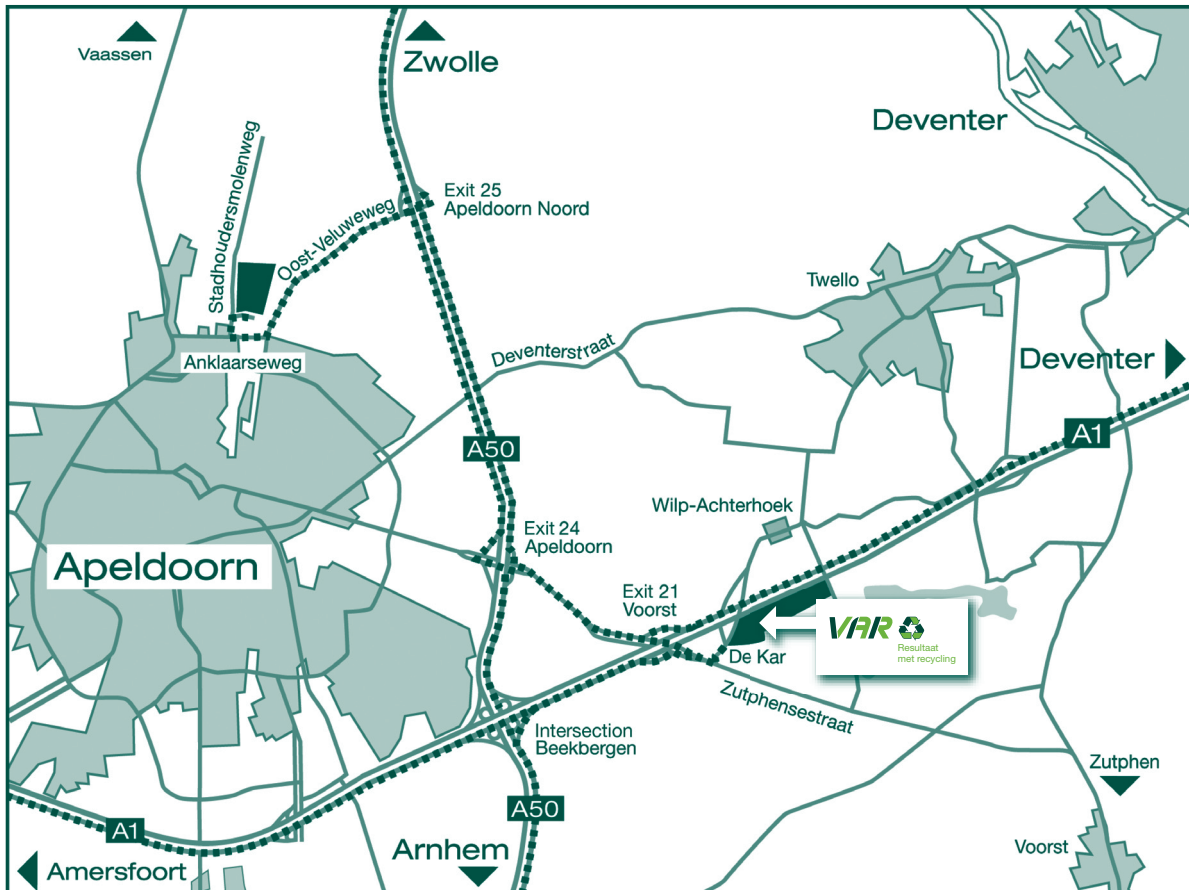 Vaassen
Zwolle
Deventer
Stadhoudersmolenweg
Oost-Veluweweg
Exit 25
Apeldoorn Noord
Twello
Anklaarseweg
Deventerstraat
Deventer
A50
A1
Wilp-Achterhoek
Exit 24
Apeldoorn
Apeldoorn
Exit 21
Voorst
VAR
Resultaat
met recycling
De Kar
Zutphensestraat
Intersection
Beekbergen
Zutphen
A50
A1
Arnhem
Voorst
Amersfoort